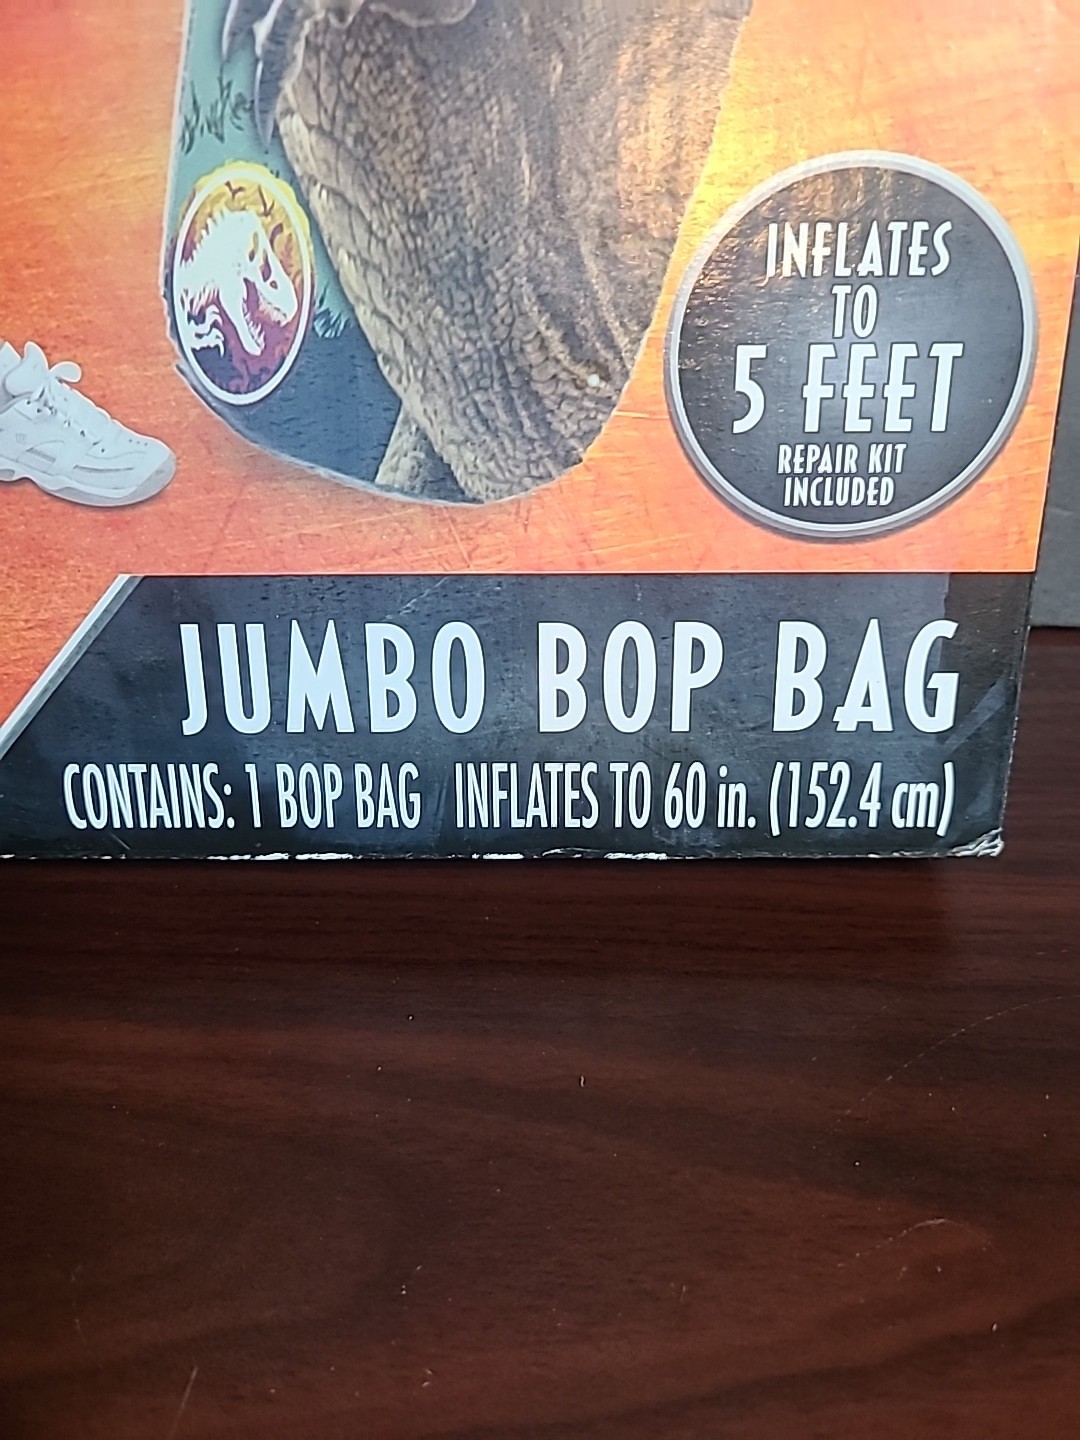 INFLATES
TO
5 FEET
REPAIR KIT
INCLUDED
JUMBO BOP BAG
CONTAINS: 1 BOP BAG INFLATES TO 60 in. (152.4 cm)